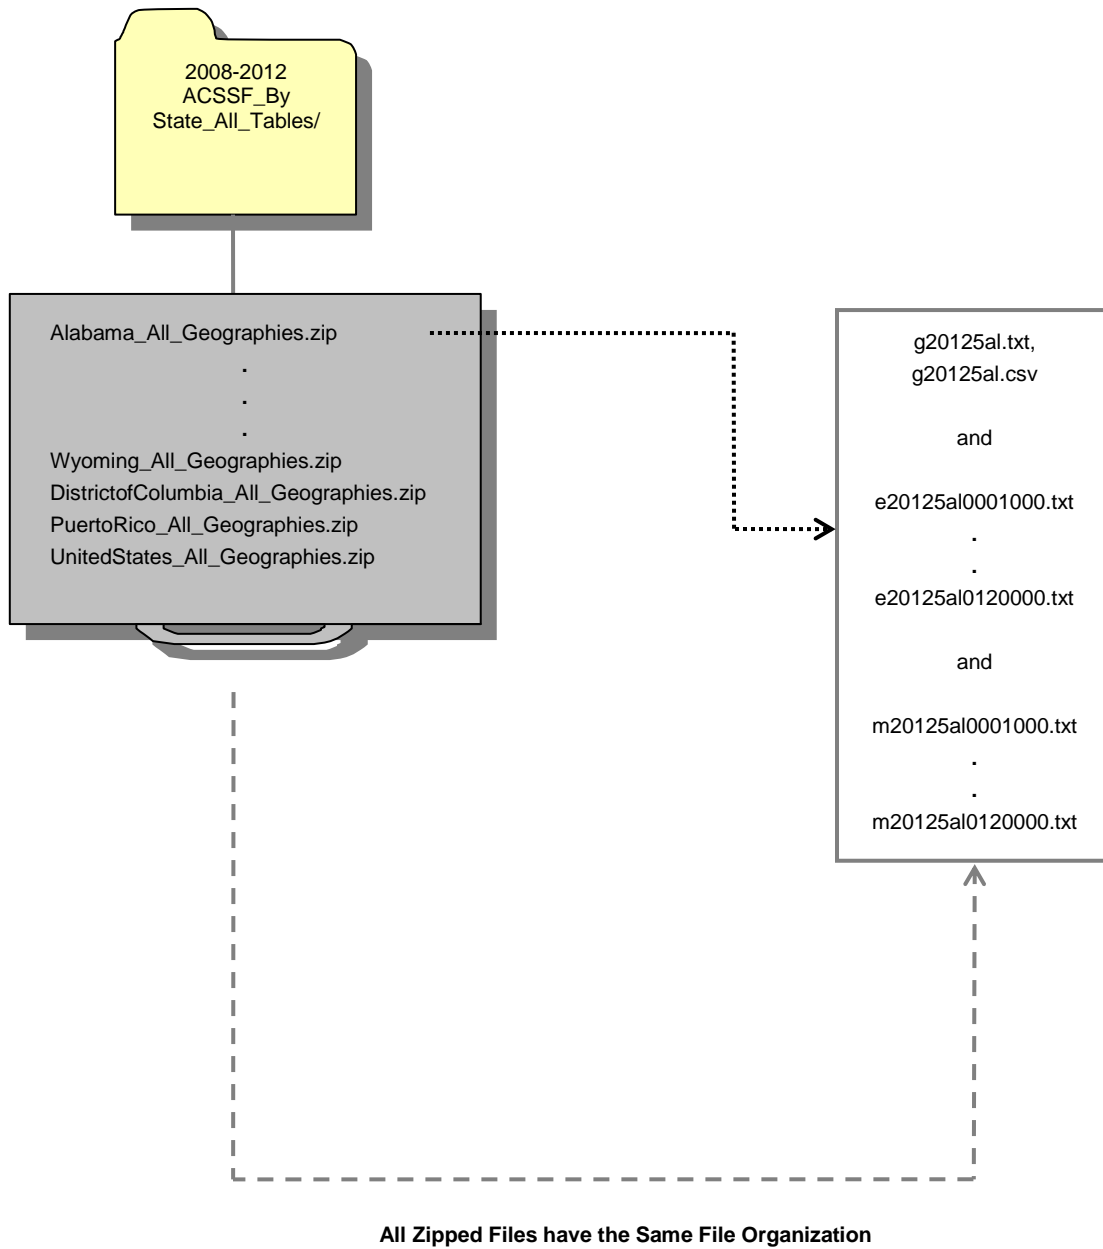 2008-2012
ACSSF_By
State_All_Tables/
Alabama_All_Geographies.zip
.
.
.
Wyoming_All_Geographies.zip
DistrictofColumbia_All_Geographies.zip
PuertoRico_All_Geographies.zip
UnitedStates_All_Geographies.zip
g20125al.txt,
g20125al.csv
and
e20125al0001000.txt
.
.
e20125al0120000.txt
and
m20125al0001000.txt
.
.
m20125al0120000.txt
All Zipped Files have the Same File Organization